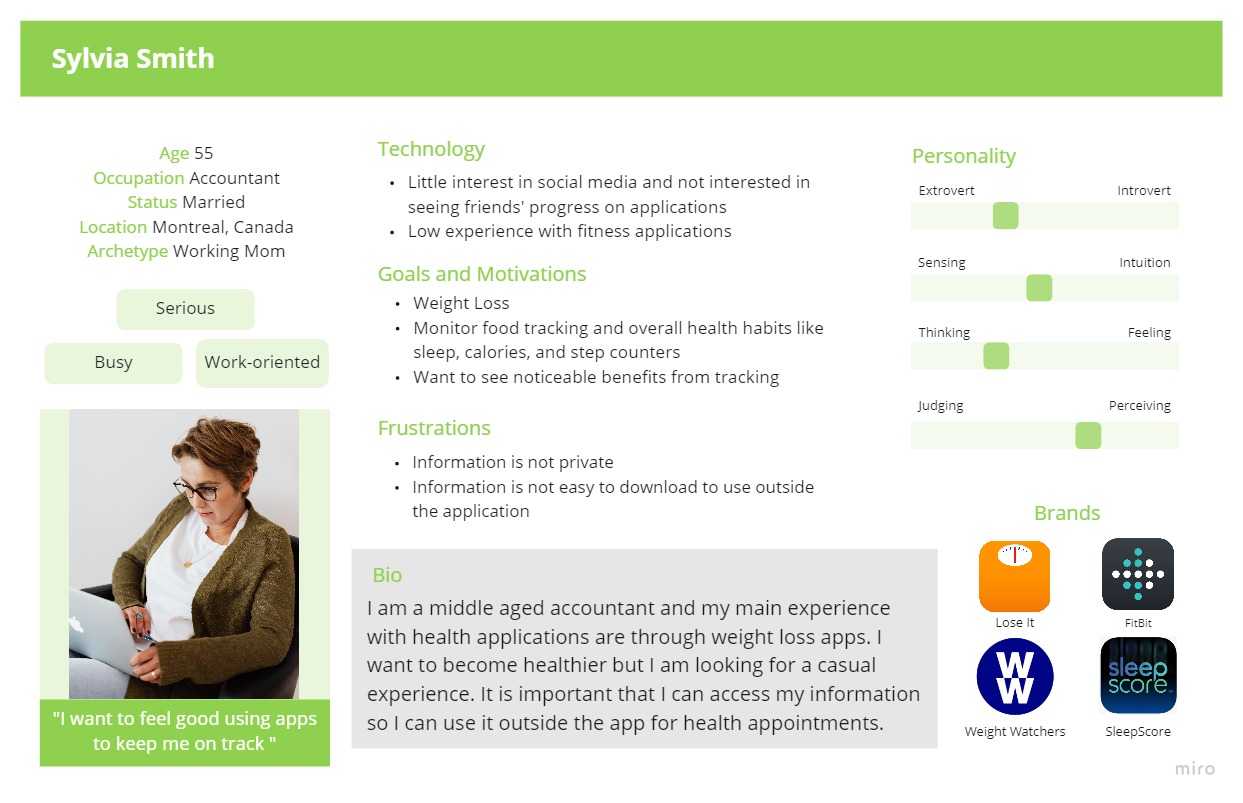 Sylvia Smith
Age 55
Occupation Accountant
Status Married
Location Montreal, Canada
Archetype Working Mom
Serious
Busy
Work-oriented
"I want to feel good using apps
to keep me on track "
Technology
• Little interest in social media and not interested in
seeing friends' progress on applications
• Low experience with fitness applications
Goals and Motivations
• Weight Loss
• Monitor food tracking and overall health habits like
sleep, calories, and step counters
• Want to see noticeable benefits from tracking
Frustrations
• Information is not private
• Information is not easy to download to use outside
the application
Bio
I am a middle aged accountant and my main experience
with health applications are through weight loss apps. I
want to become healthier but I am looking for a casual
experience. It is important that I can access my information
so I can use it outside the app for health appointments.
Personality
Extrovert Introvert
Sensing Intuition
Thinking Feeling
Judging Perceiving
Brands
Lose It
FitBit
W
W
sleep
score
Weight Watchers
SleepScore
miro